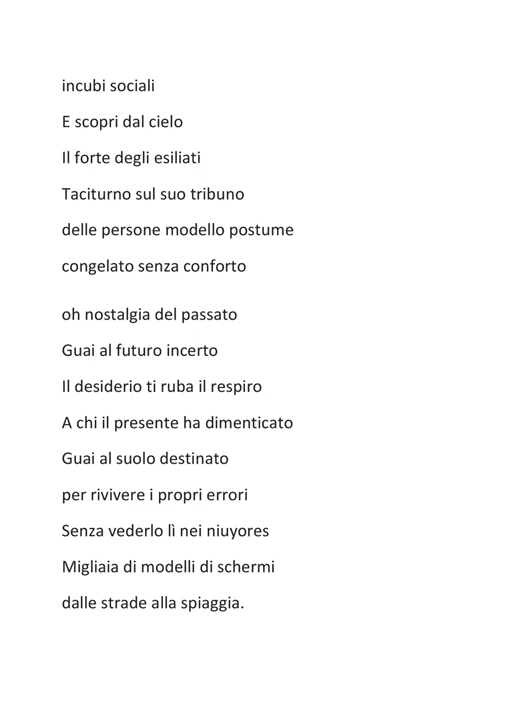 incubi sociali
E scopri dal cielo
Il forte degli esiliati
Taciturno sul suo tribuno
delle persone modello postume
congelato senza conforto
oh nostalgia del passato
Guai al futuro incerto
Il desiderio ti ruba il respiro
A chi il presente ha dimenticato
Guai al suolo destinato
per rivivere i propri errori
Senza vederlo lì nei niuyores
Migliaia di modelli di schermi
dalle strade alla spiaggia.